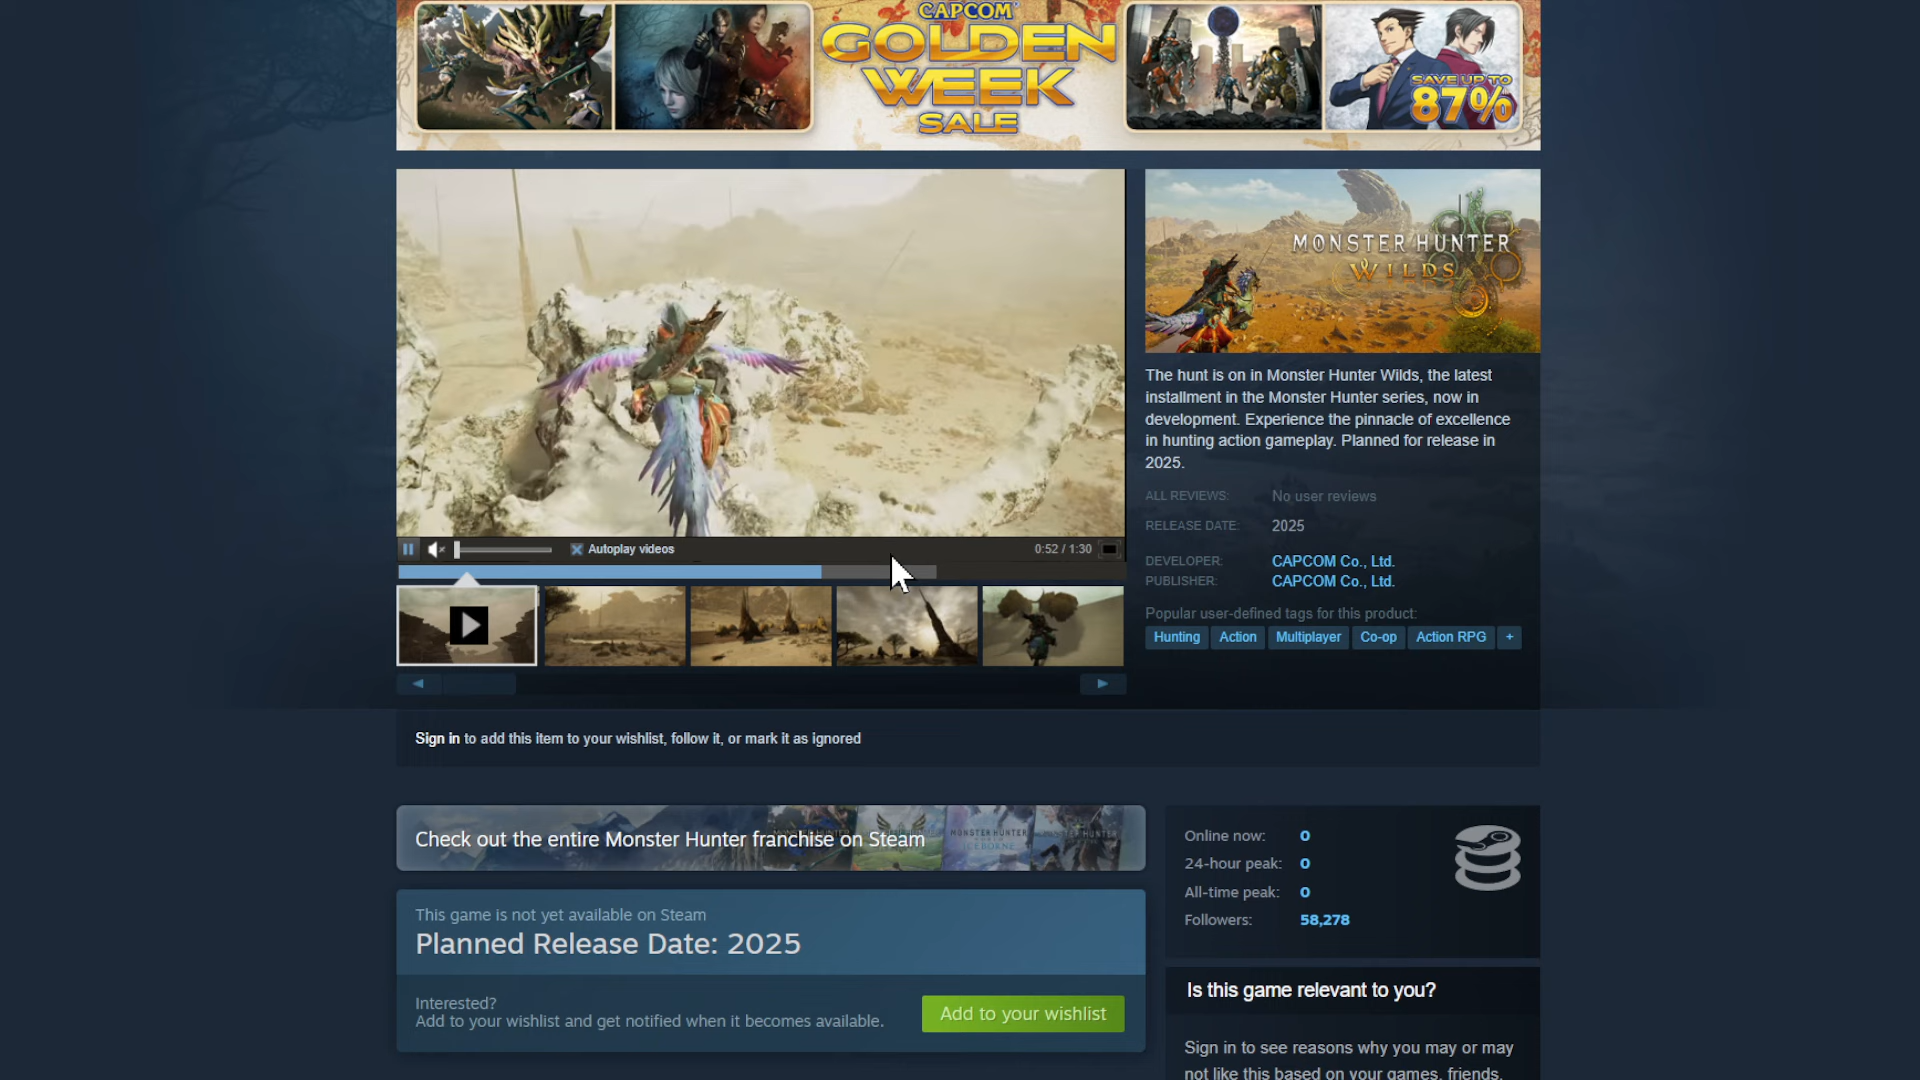 CAPCOM
GOLDEN
WEEK
SALE
SAVE UP TO
87%
MONSTER HUNTER
WILDS
The hunt is on in Monster Hunter Wilds, the latest
installment in the Monster Hunter series, now in
development. Experience the pinnacle of excellence
in hunting action gameplay. Planned for release in
2025.
ALL REVIEWS: No user reviews
RELEASE DATE: 2025
DEVELOPER: CAPCOM Co., Ltd.
PUBLISHER: CAPCOM Co., Ltd.
Popular user-defined tags for this product:
Hunting Action Multiplayer Co-op Action RPG +
Autoplay videos 0:52 / 1:30
Sign in to add this item to your wishlist, follow it, or mark it as ignored
Check out the entire Monster Hunter franchise on Steam
MONSTER HUNTER
ICEBORNE
This game is not yet available on Steam
Planned Release Date: 2025
Interested?
Add to your wishlist and get notified when it becomes available.
Add to your wishlist
Online now: 0
24-hour peak: 0
All-time peak: 0
Followers: 58,278
Is this game relevant to you?
Sign in to see reasons why you may or may
not like this based on your games, friends,